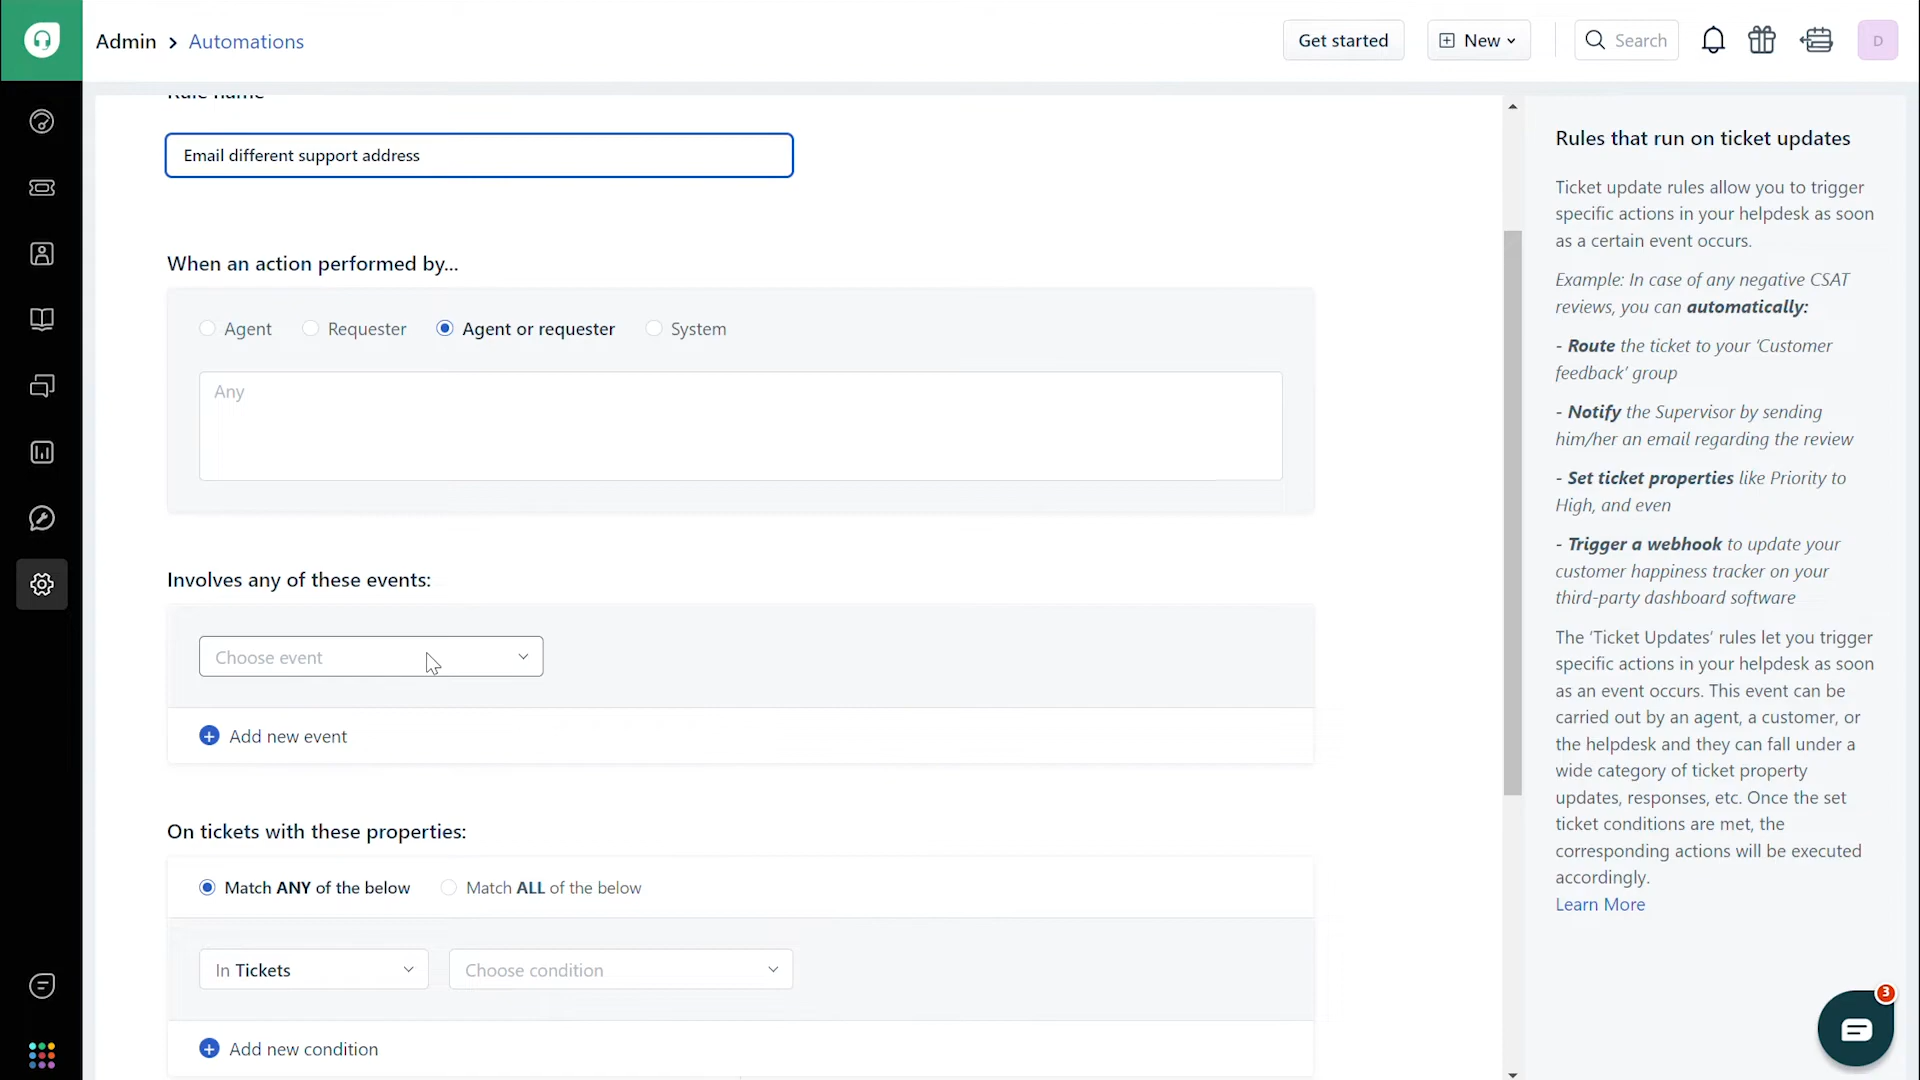 Admin > Automations
Get started
New
Search
D
Rule name
Email different support address
When an action performed by...
Agent
Requester
Agent or requester
System
Any
Involves any of these events:
Choose event
Add new event
On tickets with these properties:
Match ANY of the below
Match ALL of the below
In Tickets
Choose condition
Add new condition
Rules that run on ticket updates
Ticket update rules allow you to trigger
specific actions in your helpdesk as soon
as a certain event occurs.
Example: In case of any negative CSAT
reviews, you can automatically:
- Route the ticket to your ‘Customer
feedback’ group
- Notify the Supervisor by sending
him/her an email regarding the review
- Set ticket properties like Priority to
High, and even
- Trigger a webhook to update your
customer happiness tracker on your
third-party dashboard software
The ‘Ticket Updates’ rules let you trigger
specific actions in your helpdesk as soon
as an event occurs. This event can be
carried out by an agent, a customer, or
the helpdesk and they can fall under a
wide category of ticket property
updates, responses, etc. Once the set
ticket conditions are met, the
corresponding actions will be executed
accordingly.
Learn More
3